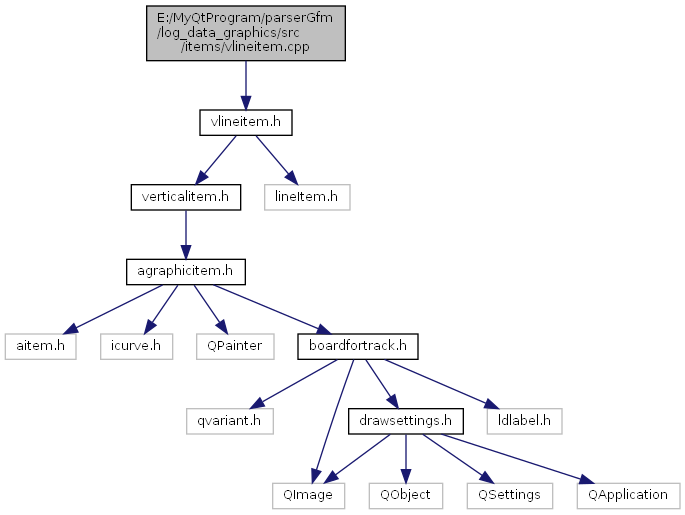 E:/MyQtProgram/parserGfm
/log_data_graphics/src
/items/vlineitem.cpp
vlineitem.h
verticalitem.h
lineItem.h
agraphicitem.h
aitem.h
icurve.h
QPainter
boardfortrack.h
qvariant.h
drawsettings.h
ldlabel.h
QImage
QObject
QSettings
QApplication